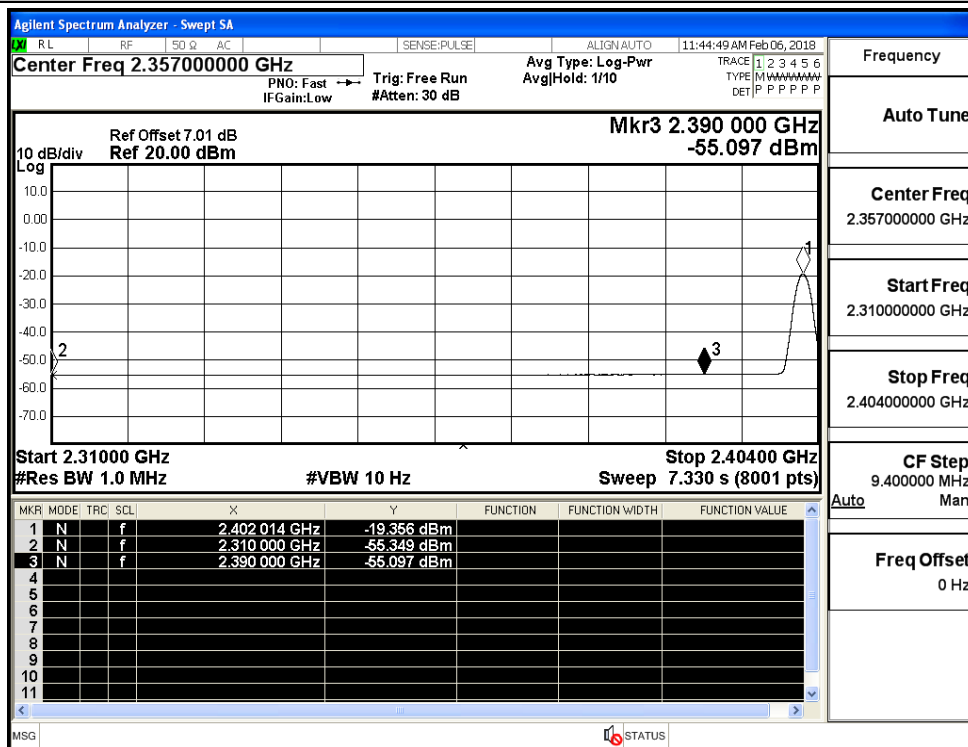 Agilent Spectrum Analyzer - Swept SA
LXI RL RF 50 Ω AC SENSE:PULSE ALIGN AUTO 11:44:49 AM Feb 06, 2018
Center Freq 2.357000000 GHz
PNO: Fast
IFGain:Low
Trig: Free Run
#Atten: 30 dB
Avg Type: Log-Pwr
Avg|Hold: 1/10
TRACE 1 2 3 4 5 6
TYPE M W W W W W
DET P P P P P P
Ref Offset 7.01 dB
Ref 20.00 dBm
10 dB/div
Log
Mkr3 2.390 000 GHz
-55.097 dBm
10.0
0.00
-10.0
-20.0
-30.0
-40.0
-50.0
-60.0
-70.0
1
2
3
Start 2.31000 GHz Stop 2.40400 GHz
#Res BW 1.0 MHz #VBW 10 Hz Sweep 7.330 s (8001 pts)
MKR MODE TRC SCL X Y FUNCTION FUNCTION WIDTH FUNCTION VALUE
1 N f 2.402 014 GHz -19.356 dBm
2 N f 2.310 000 GHz -55.349 dBm
3 N f 2.390 000 GHz -55.097 dBm
4
5
6
7
8
9
10
11
MSG STATUS
Frequency
Auto Tune
Center Freq
2.357000000 GHz
Start Freq
2.310000000 GHz
Stop Freq
2.404000000 GHz
CF Step
9.400000 MHz
Auto Man
Freq Offset
0 Hz